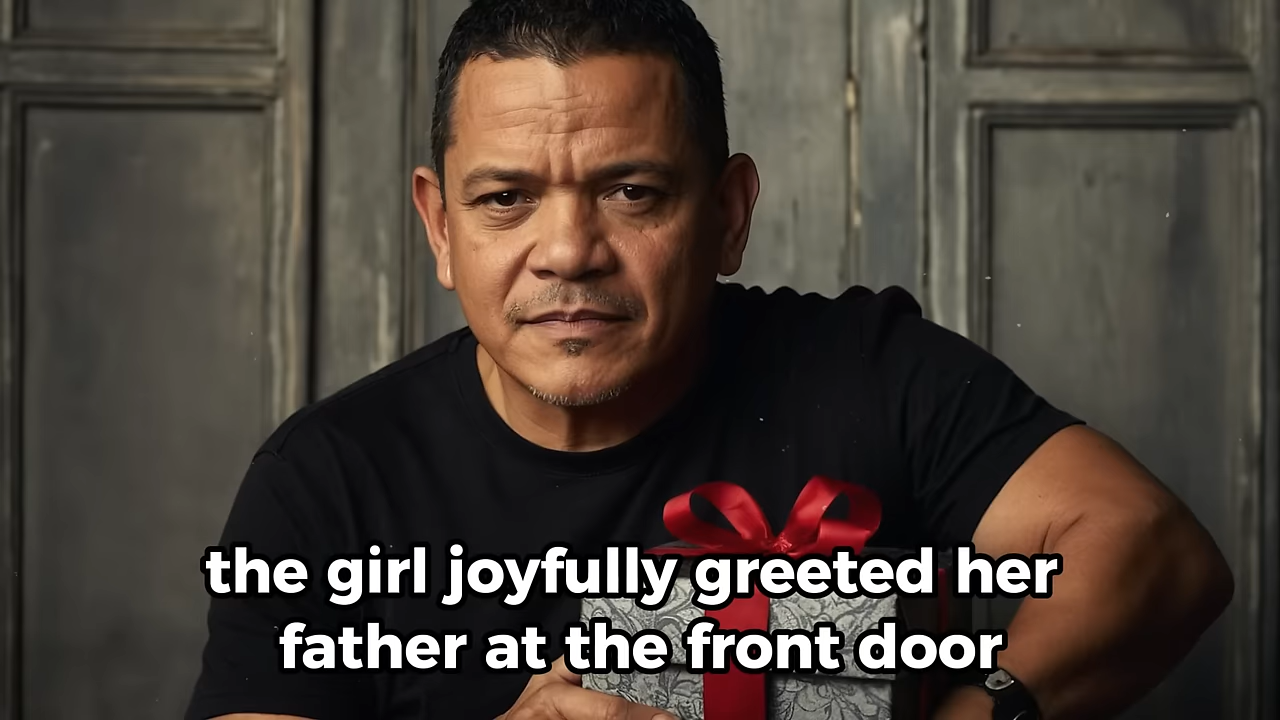 the girl joyfully greeted her
father at the front door